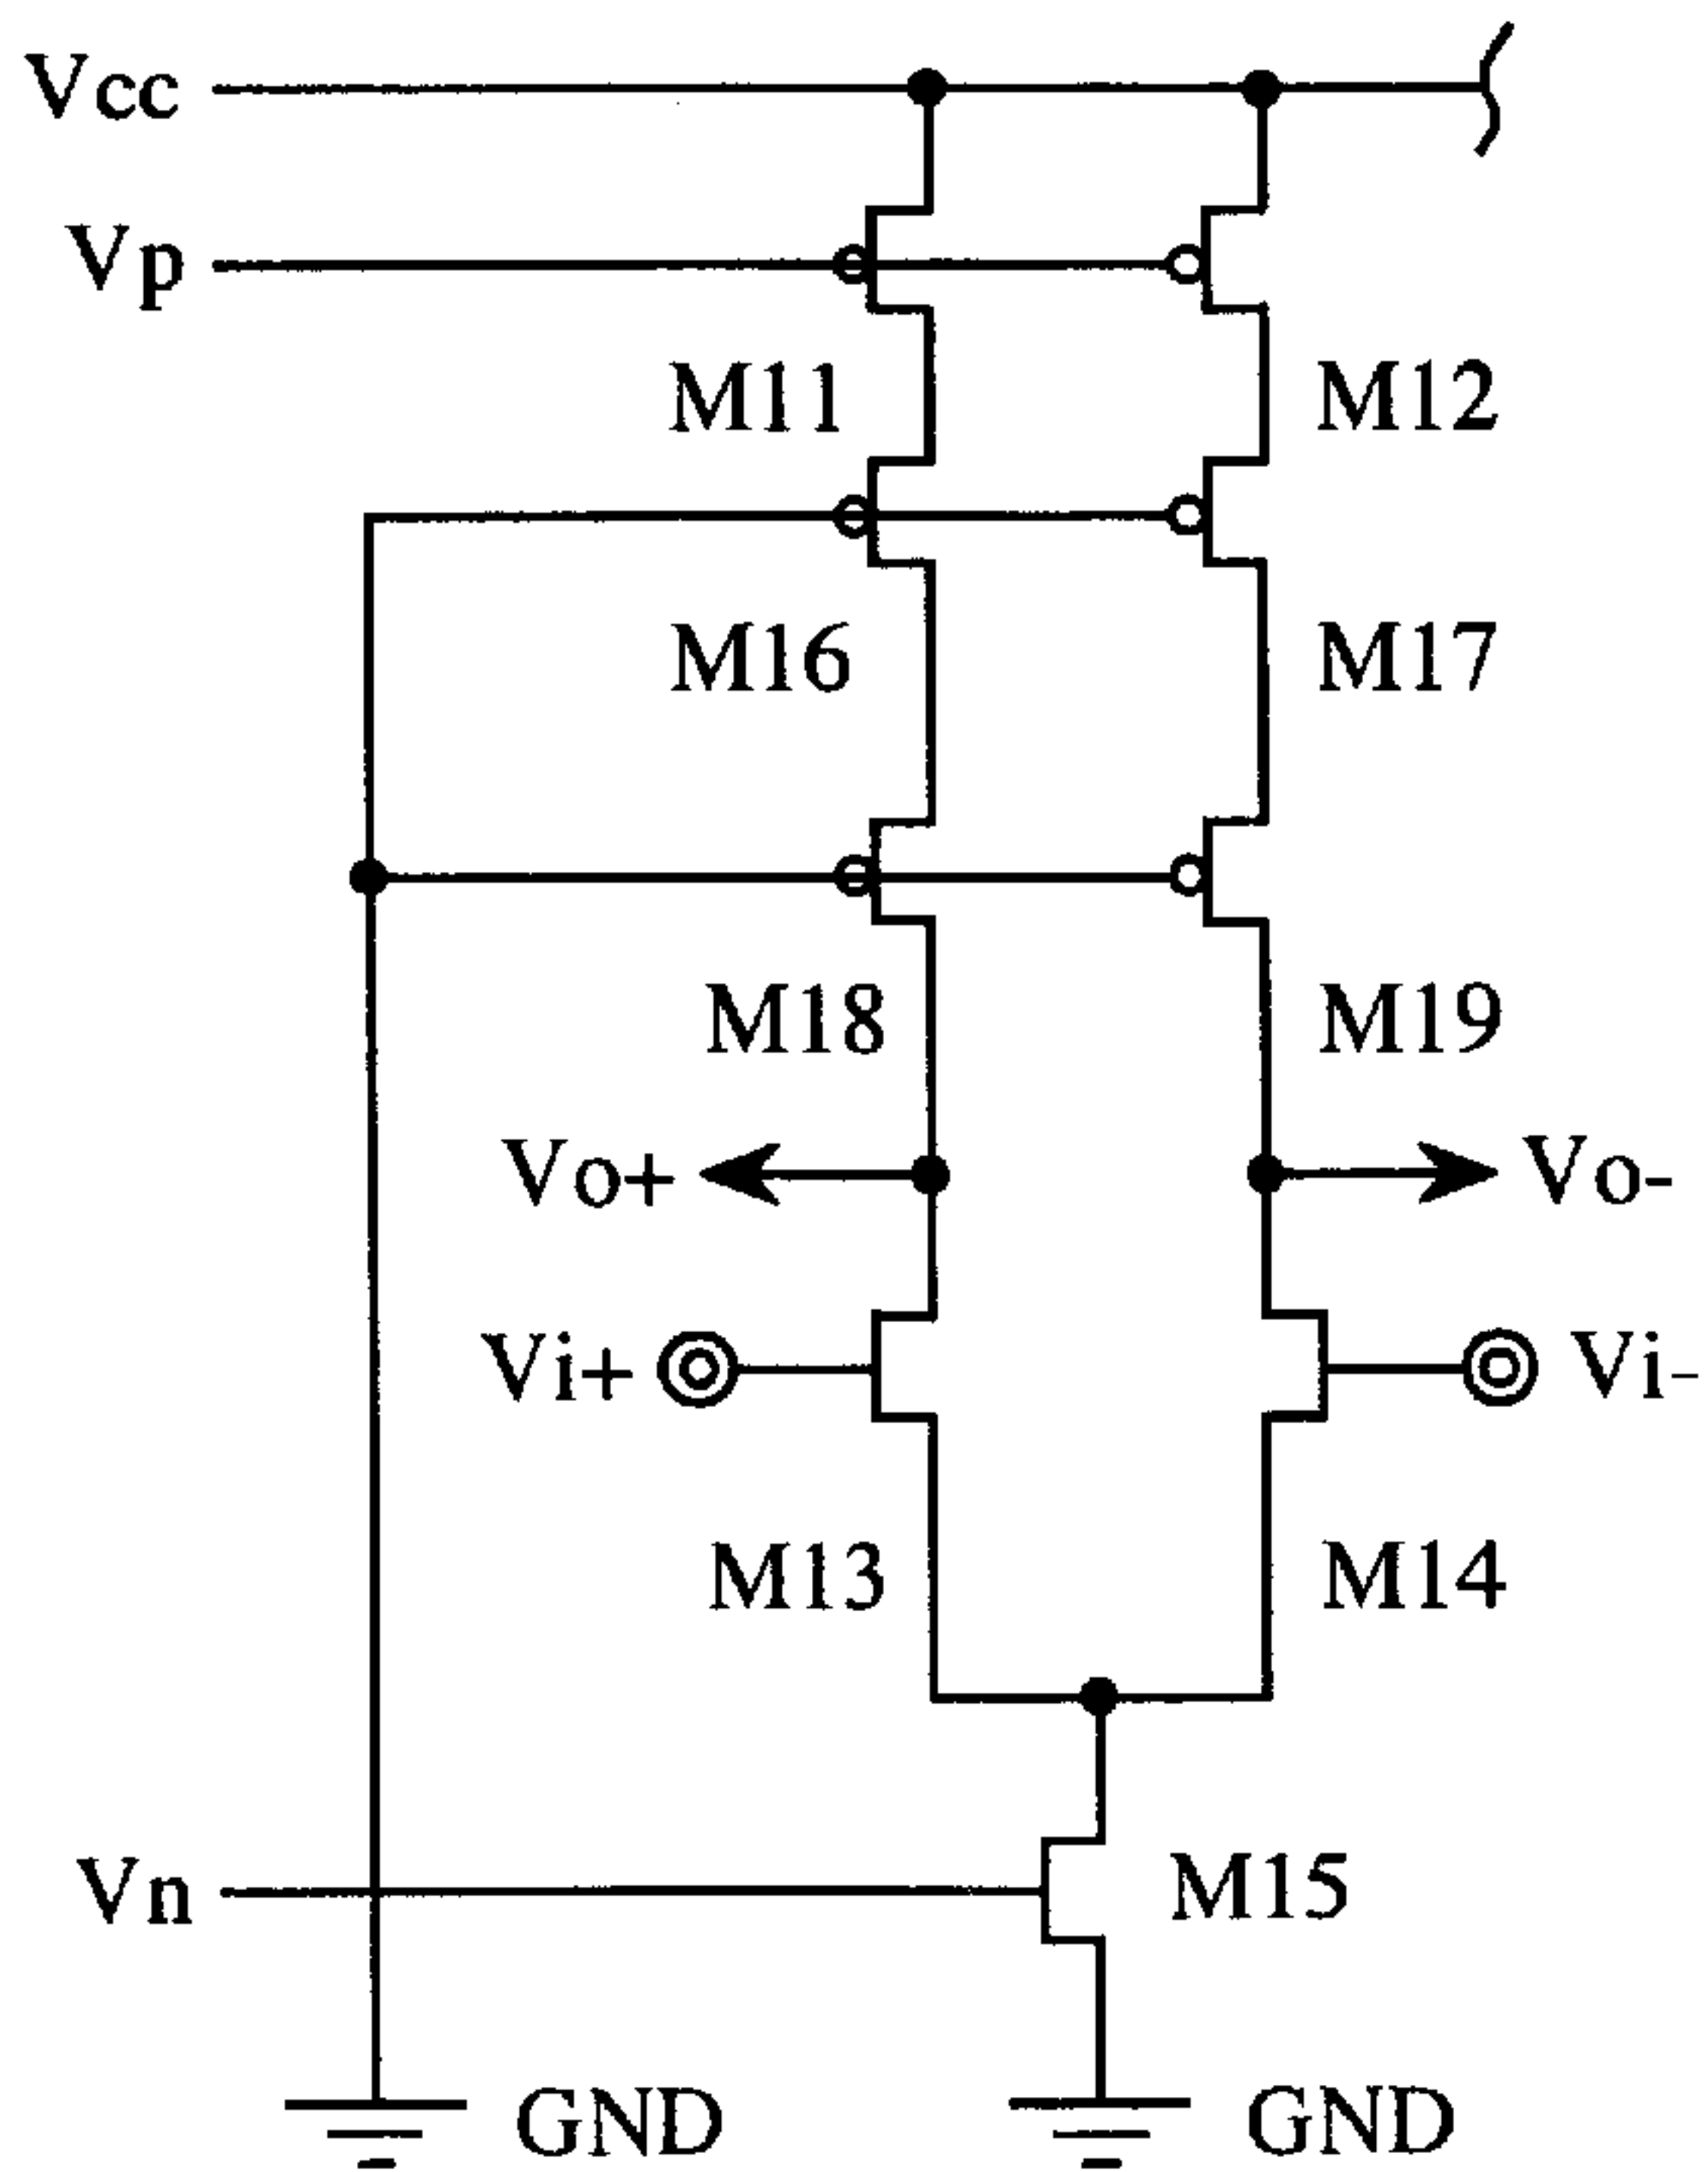 Vcc
Vp
M11 M12
M16 M17
M18 M19
Vo+ Vo-
Vi+ Vi-
M13 M14
Vn M15
GND GND